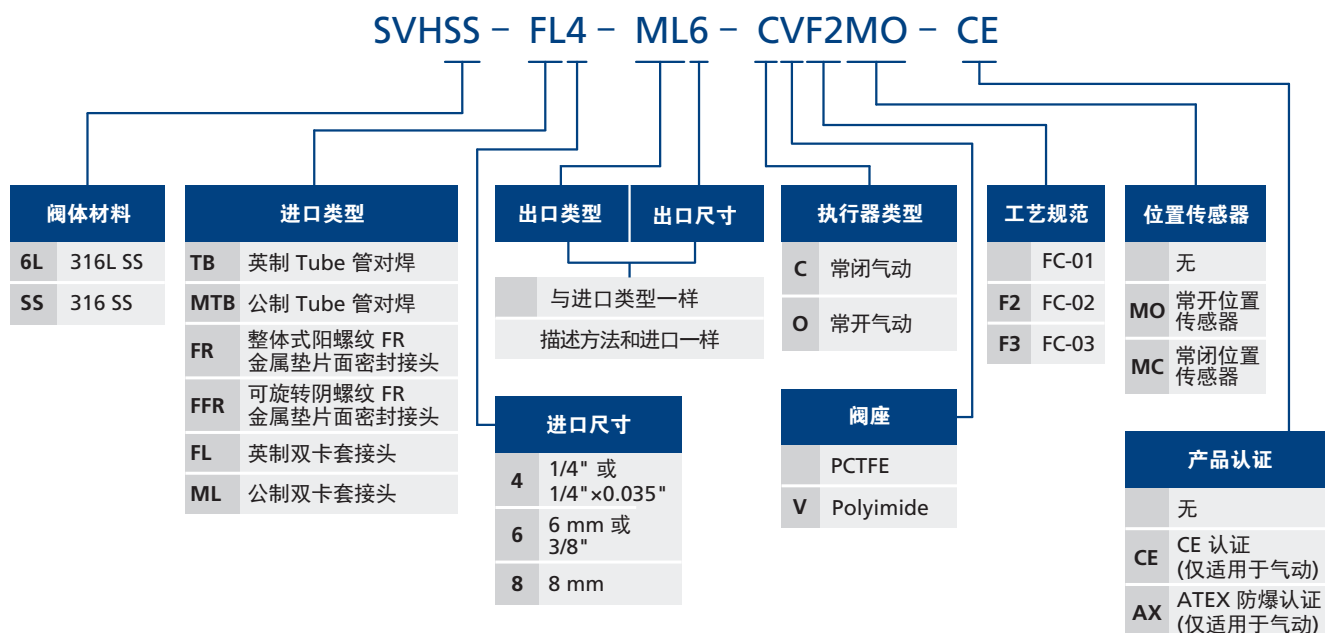 SVHSS – FL4 – ML6 – CVF2MO – CE
阀体材料
6L 316L SS
SS 316 SS
进口类型
TB 英制 Tube 管对焊
MTB 公制 Tube 管对焊
FR 整体式阳螺纹 FR
金属垫片面密封接头
FFR 可旋转阴螺纹 FR
金属垫片面密封接头
FL 英制双卡套接头
ML 公制双卡套接头
进口尺寸
4 1/4" 或
1/4"×0.035"
6 6 mm 或
3/8"
8 8 mm
出口类型 出口尺寸
与进口类型一样
描述方法和进口一样
执行器类型
C 常闭气动
O 常开气动
阀座
PCTFE
V Polyimide
工艺规范
FC-01
F2 FC-02
F3 FC-03
位置传感器
无
MO 常开位置
传感器
MC 常闭位置
传感器
产品认证
无
CE CE 认证
(仅适用于气动)
AX ATEX 防爆认证
(仅适用于气动)